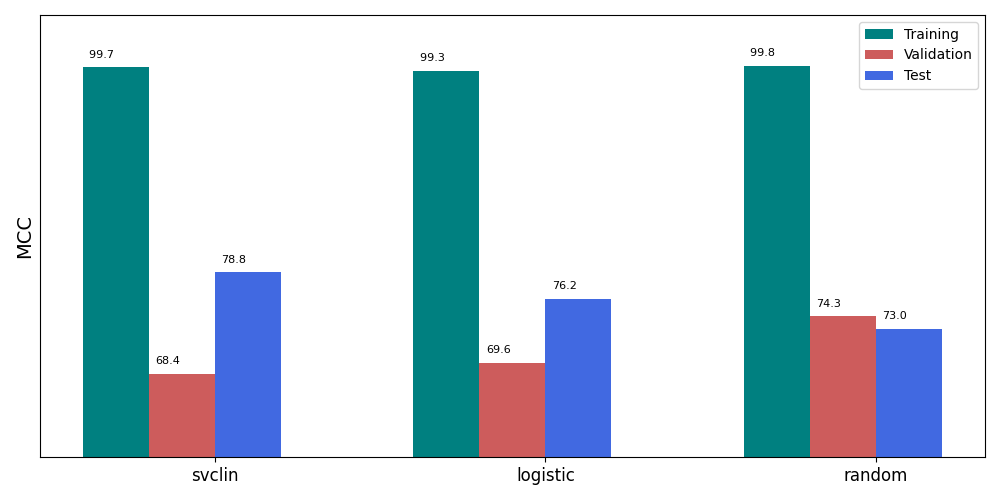 Training
Validation
Test
MCC
99.7
68.4
78.8
99.3
69.6
76.2
99.8
74.3
73.0
svclin
logistic
random